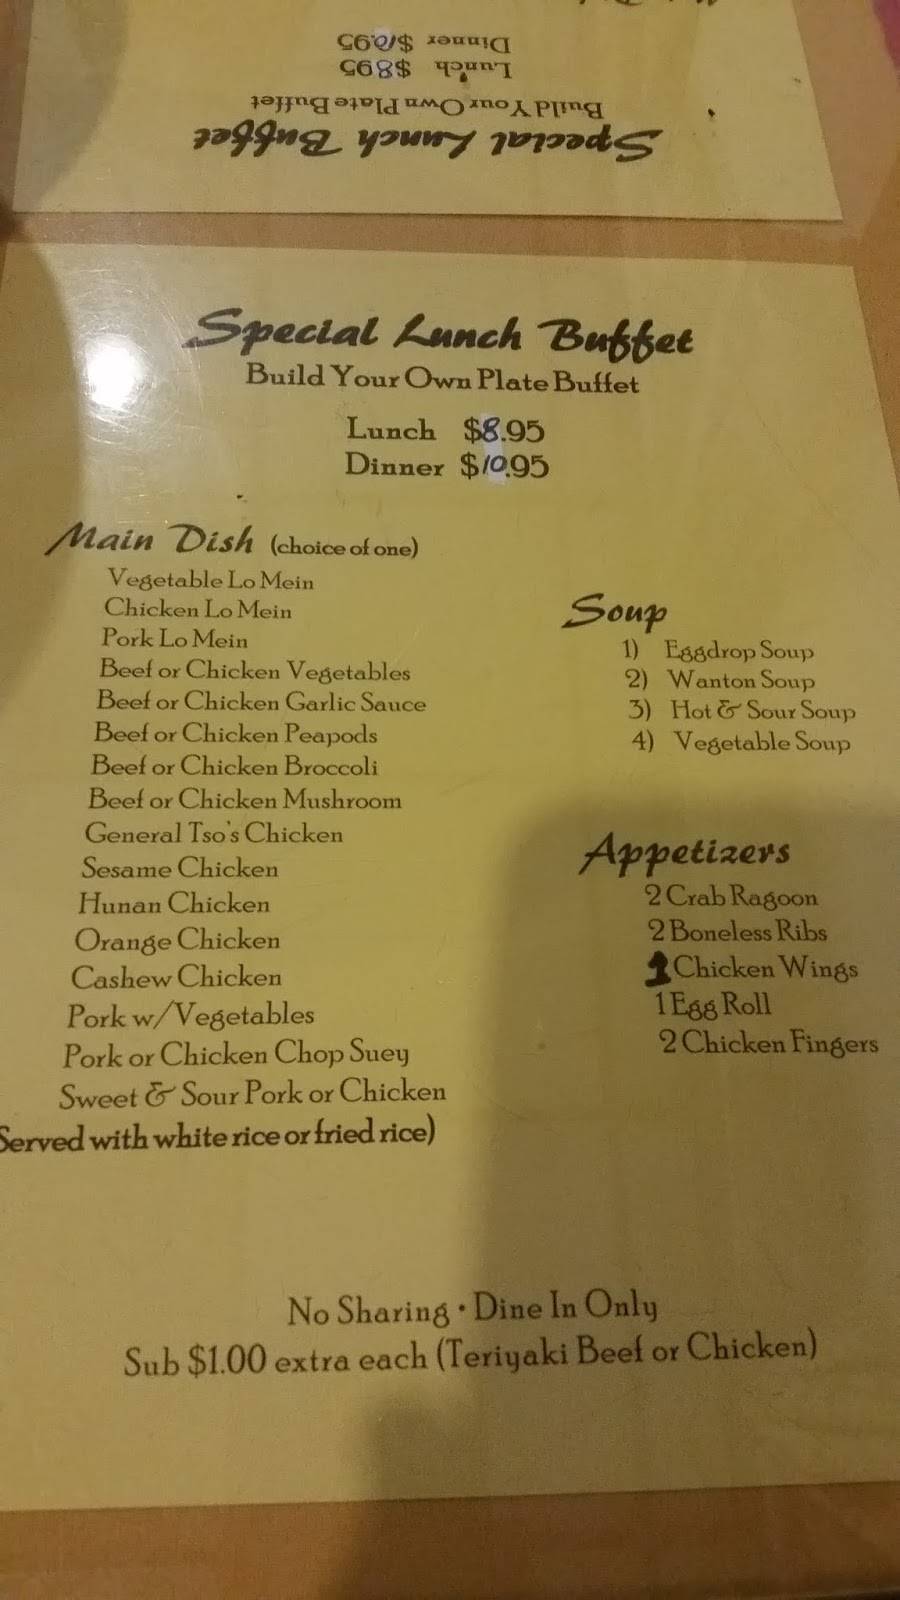 Dinner $10.95
Lunch $8.95
Build Your Own Plate Buffet
Special Lunch Buffet
Special Lunch Buffet
Build Your Own Plate Buffet
Lunch $8.95
Dinner $10.95
Main Dish (choice of one)
Vegetable Lo Mein
Chicken Lo Mein
Pork Lo Mein
Beef or Chicken Vegetables
Beef or Chicken Garlic Sauce
Beef or Chicken Peapods
Beef or Chicken Broccoli
Beef or Chicken Mushroom
General Tso's Chicken
Sesame Chicken
Hunan Chicken
Orange Chicken
Cashew Chicken
Pork w/Vegetables
Pork or Chicken Chop Suey
Sweet & Sour Pork or Chicken
Served with white rice or fried rice)
Soup
1) Eggdrop Soup
2) Wanton Soup
3) Hot & Sour Soup
4) Vegetable Soup
Appetizers
2 Crab Ragoon
2 Boneless Ribs
1 Chicken Wings
1 Egg Roll
2 Chicken Fingers
No Sharing • Dine In Only
Sub $1.00 extra each (Teriyaki Beef or Chicken)